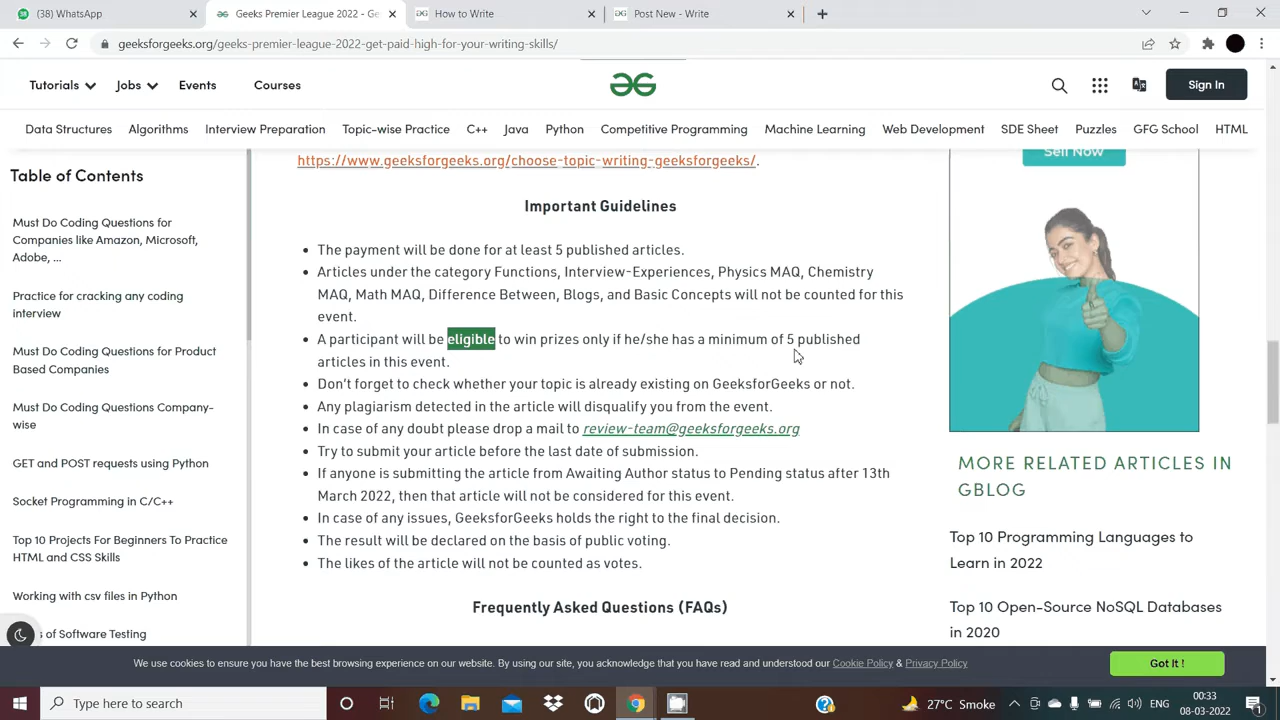 (38) WhatsApp
Geeks Premier League 2022 - Ge
How to Write
Post New - Write
geeksforgeeks.org/geeks-premier-league-2022-get-paid-high-for-your-writing-skills/
Tutorials
Jobs
Events
Courses
Sign In
Data Structures
Algorithms
Interview Preparation
Topic-wise Practice
C++
Java
Python
Competitive Programming
Machine Learning
Web Development
SDE Sheet
Puzzles
GFG School
HTML
Table of Contents
Must Do Coding Questions for
Companies like Amazon, Microsoft,
Adobe, ...
Practice for cracking any coding
interview
Must Do Coding Questions for Product
Based Companies
Must Do Coding Questions Company-
wise
GET and POST requests using Python
Socket Programming in C/C++
Top 10 Projects For Beginners To Practice
HTML and CSS Skills
Working with csv files in Python
s of Software Testing
https://www.geeksforgeeks.org/choose-topic-writing-geeksforgeeks/.
Important Guidelines
• The payment will be done for at least 5 published articles.
• Articles under the category Functions, Interview-Experiences, Physics MAQ, Chemistry
MAQ, Math MAQ, Difference Between, Blogs, and Basic Concepts will not be counted for this
event.
• A participant will be eligible to win prizes only if he/she has a minimum of 5 published
articles in this event.
• Don't forget to check whether your topic is already existing on GeeksforGeeks or not.
• Any plagiarism detected in the article will disqualify you from the event.
• In case of any doubt please drop a mail to review-team@geeksforgeeks.org
• Try to submit your article before the last date of submission.
• If anyone is submitting the article from Awaiting Author status to Pending status after 13th
March 2022, then that article will not be considered for this event.
• In case of any issues, GeeksforGeeks holds the right to the final decision.
• The result will be declared on the basis of public voting.
• The likes of the article will not be counted as votes.
Frequently Asked Questions (FAQs)
Sell Now
MORE RELATED ARTICLES IN
GBLOG
Top 10 Programming Languages to
Learn in 2022
Top 10 Open-Source NoSQL Databases
in 2020
We use cookies to ensure you have the best browsing experience on our website. By using our site, you acknowledge that you have read and understood our Cookie Policy & Privacy Policy
Got It !
Type here to search
27°C Smoke
ENG
00:33
08-03-2022